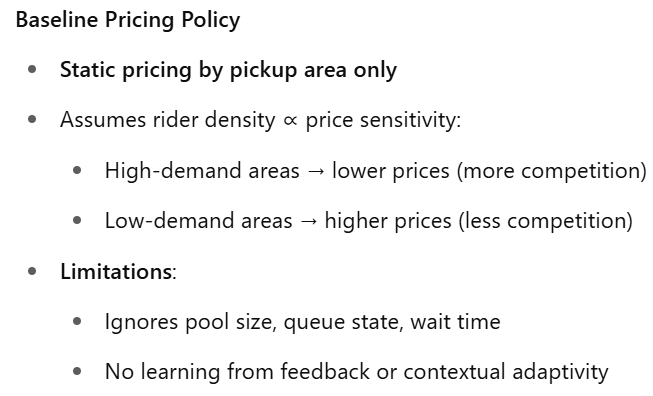 Baseline Pricing Policy
• Static pricing by pickup area only
• Assumes rider density ∝ price sensitivity:
• High-demand areas → lower prices (more competition)
• Low-demand areas → higher prices (less competition)
• Limitations:
• Ignores pool size, queue state, wait time
• No learning from feedback or contextual adaptivity